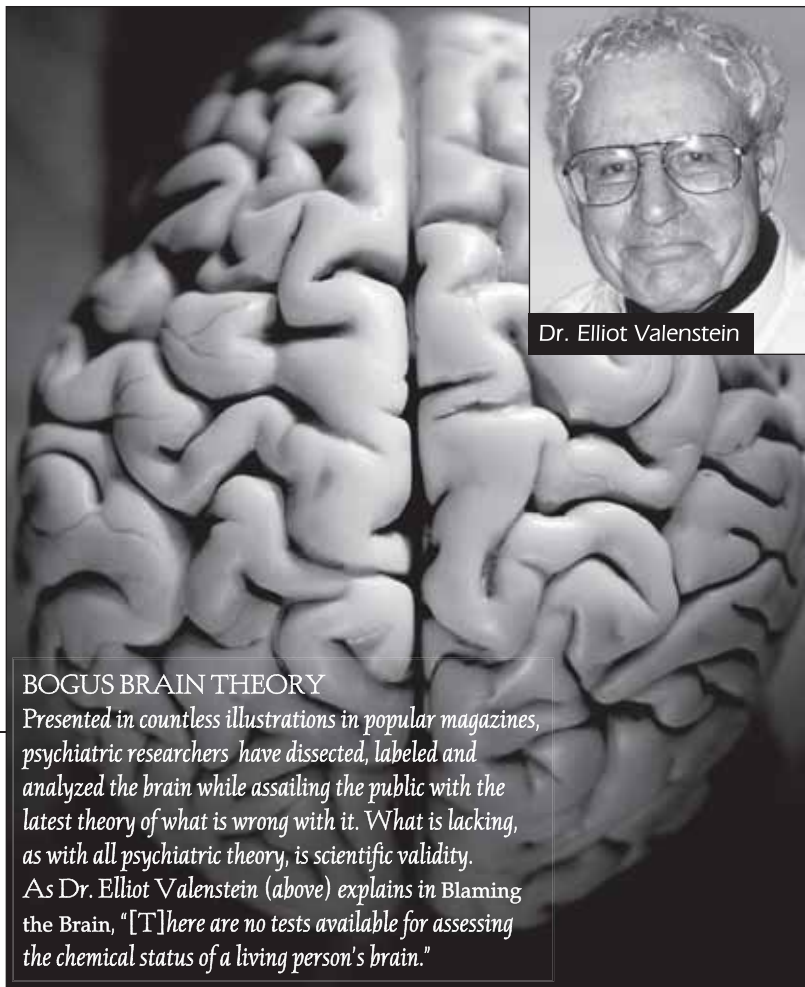 Dr. Elliot Valenstein
BOGUS BRAIN THEORY
Presented in countless illustrations in popular magazines,
psychiatric researchers have dissected, labeled and
analyzed the brain while assailing the public with the
latest theory of what is wrong with it. What is lacking,
as with all psychiatric theory, is scientific validity.
As Dr. Elliot Valenstein (above) explains in Blaming
the Brain, “[T]here are no tests available for assessing
the chemical status of a living person’s brain.”